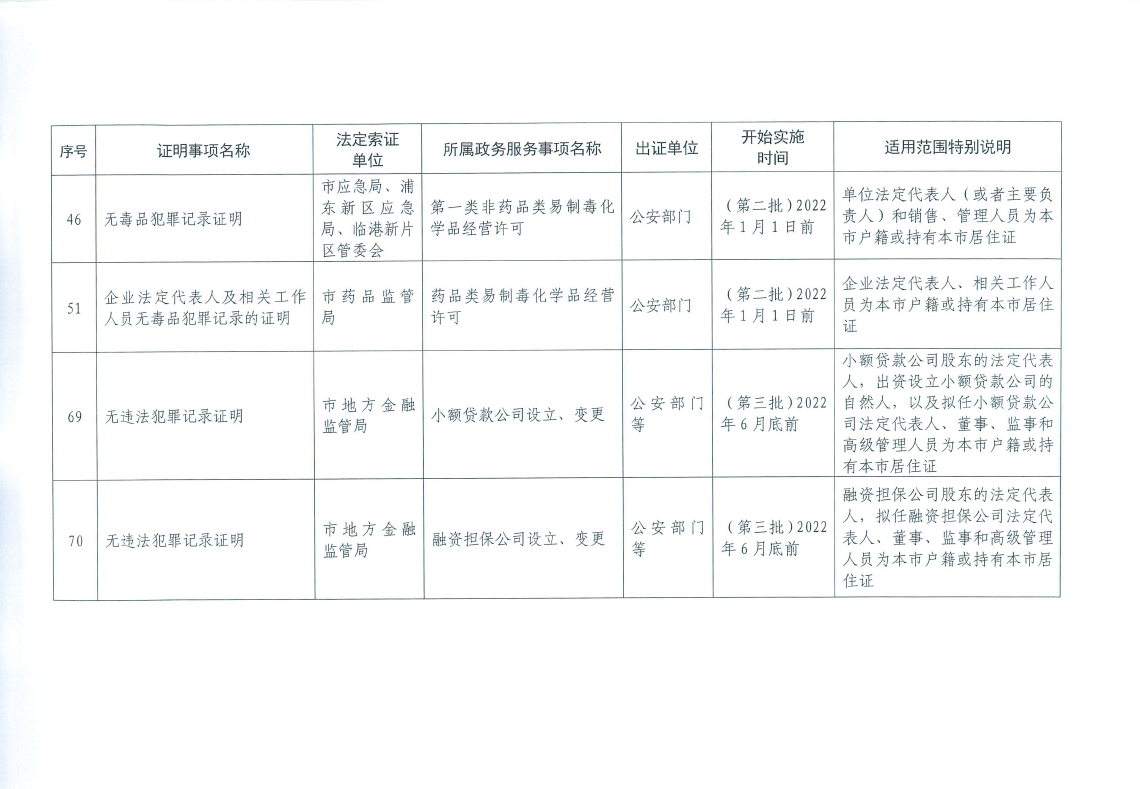 序号
证明事项名称
法定索证
单位
所属政务服务事项名称
出证单位
开始实施
时间
适用范围特别说明
46
无毒品犯罪记录证明
市应急局、浦
东新区应急
局、临港新片
区管委会
第一类非药品类易制毒化
学品经营许可
公安部门
（第二批）2022
年1月1日前
单位法定代表人（或者主要负
责人）和销售、管理人员为本
市户籍或持有本市居住证
51
企业法定代表人及相关工作
人员无毒品犯罪记录的证明
市药品监管
局
药品类易制毒化学品经营
许可
公安部门
（第二批）2022
年1月1日前
企业法定代表人、相关工作人
员为本市户籍或持有本市居住
证
69
无违法犯罪记录证明
市地方金融
监管局
小额贷款公司设立、变更
公安部门
等
（第三批）2022
年6月底前
小额贷款公司股东的法定代表
人，出资设立小额贷款公司的
自然人，以及拟任小额贷款公
司法定代表人、董事、监事和
高级管理人员为本市户籍或持
有本市居住证
70
无违法犯罪记录证明
市地方金融
监管局
融资担保公司设立、变更
公安部门
等
（第三批）2022
年6月底前
融资担保公司股东的法定代表
人，拟任融资担保公司法定代
表人、董事、监事和高级管理
人员为本市户籍或持有本市居
住证